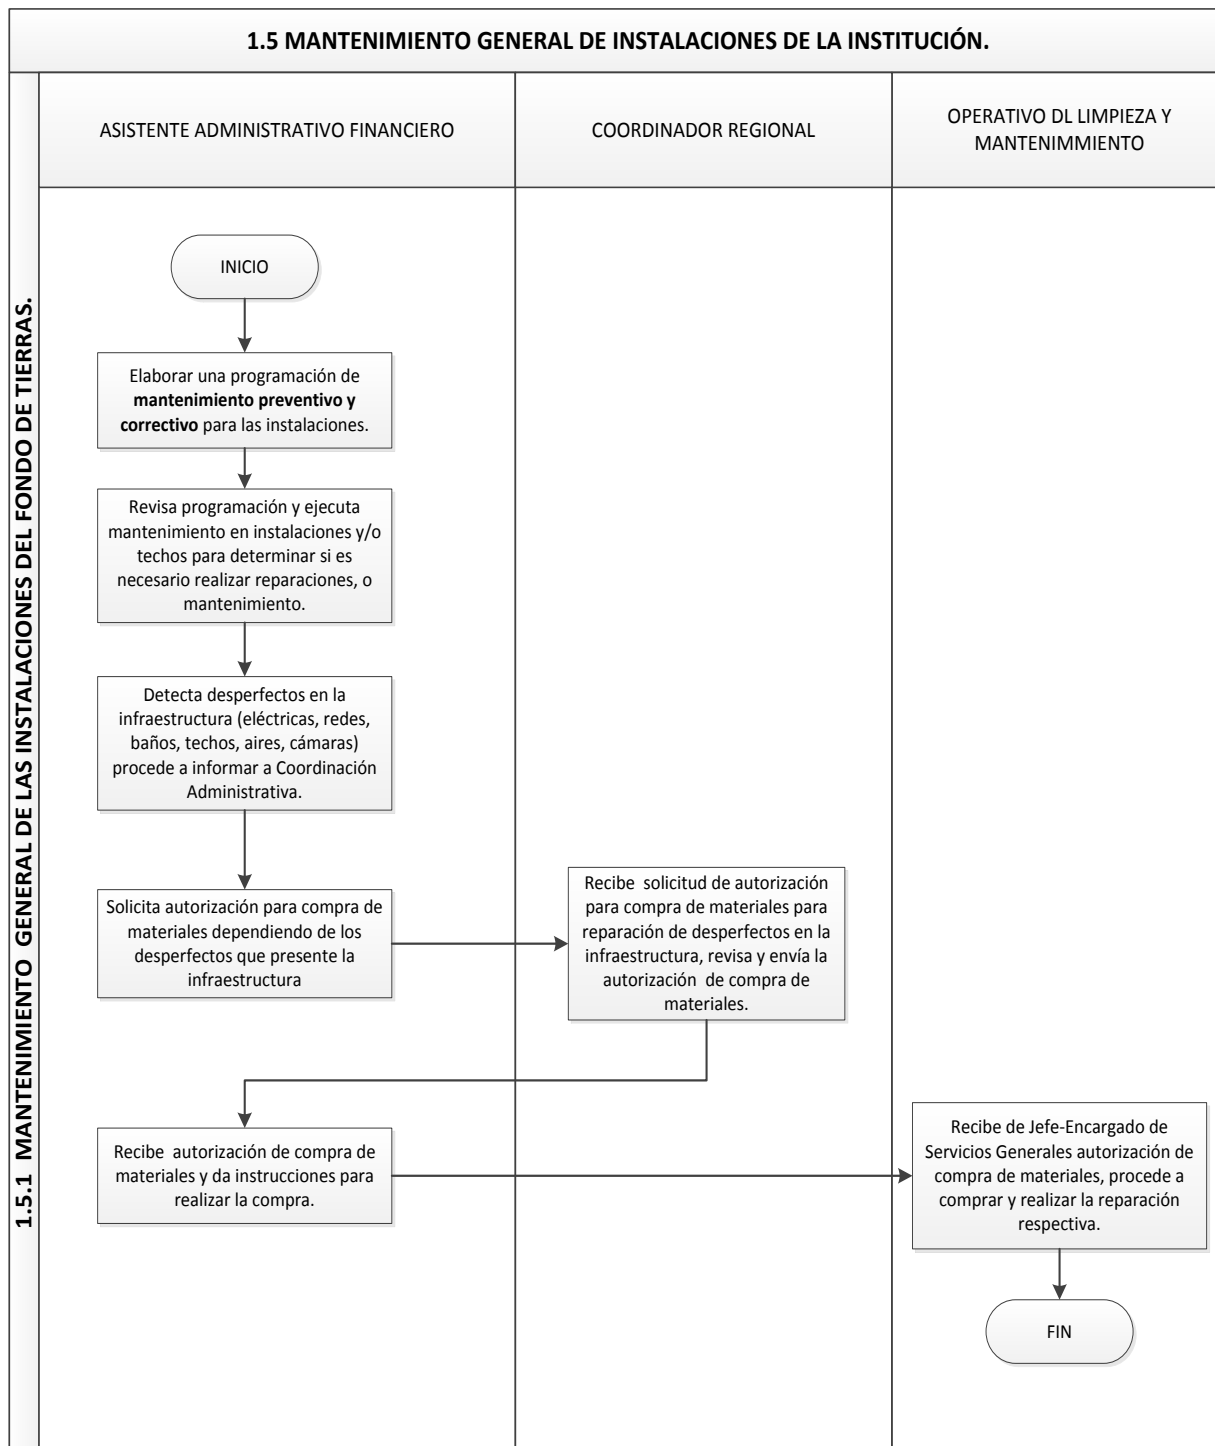 1.5 MANTENIMIENTO GENERAL DE INSTALACIONES DE LA INSTITUCIÓN.
1.5.1 MANTENIMIENTO GENERAL DE LAS INSTALACIONES DEL FONDO DE TIERRAS.
ASISTENTE ADMINISTRATIVO FINANCIERO
COORDINADOR REGIONAL
OPERATIVO DL LIMPIEZA Y
MANTENIMMIENTO
INICIO
Elaborar una programación de
mantenimiento preventivo y
correctivo para las instalaciones.
Revisa programación y ejecuta
mantenimiento en instalaciones y/o
techos para determinar si es
necesario realizar reparaciones, o
mantenimiento.
Detecta desperfectos en la
infraestructura (eléctricas, redes,
baños, techos, aires, cámaras)
procede a informar a Coordinación
Administrativa.
Solicita autorización para compra de
materiales dependiendo de los
desperfectos que presente la
infraestructura
Recibe solicitud de autorización
para compra de materiales para
reparación de desperfectos en la
infraestructura, revisa y envía la
autorización de compra de
materiales.
Recibe autorización de compra de
materiales y da instrucciones para
realizar la compra.
Recibe de Jefe-Encargado de
Servicios Generales autorización de
compra de materiales, procede a
comprar y realizar la reparación
respectiva.
FIN